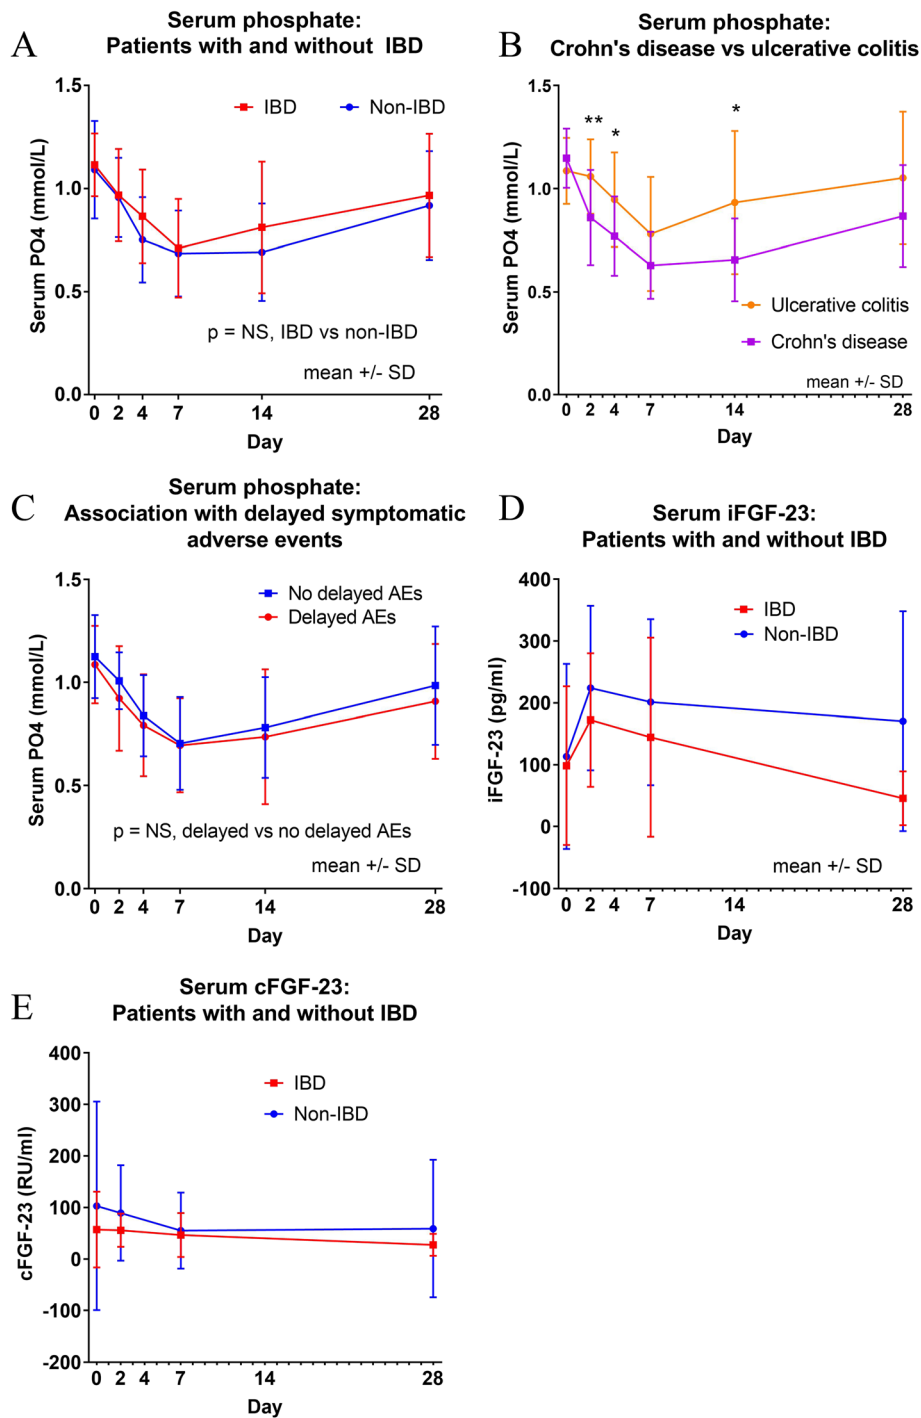 A
Serum phosphate:
Patients with and without IBD
1.5
1.0
0.5
0.0
Serum PO4 (mmol/L)
IBD
Non-IBD
p = NS, IBD vs non-IBD
mean +/- SD
0 2 4 7 14 28
Day
B
Serum phosphate:
Crohn's disease vs ulcerative colitis
1.5
1.0
0.5
0.0
Serum PO4 (mmol/L)
** * *
Ulcerative colitis
Crohn's disease
mean +/- SD
0 2 4 7 14 28
Day
C
Serum phosphate:
Association with delayed symptomatic
adverse events
1.5
1.0
0.5
0.0
Serum PO4 (mmol/L)
No delayed AEs
Delayed AEs
p = NS, delayed vs no delayed AEs
mean +/- SD
0 2 4 7 14 28
Day
D
Serum iFGF-23:
Patients with and without IBD
400
300
200
100
0
-100
iFGF-23 (pg/ml)
IBD
Non-IBD
mean +/- SD
0 2 4 7 14 28
Day
E
Serum cFGF-23:
Patients with and without IBD
400
300
200
100
0
-100
-200
cFGF-23 (RU/ml)
IBD
Non-IBD
0 2 4 7 14 28
Day